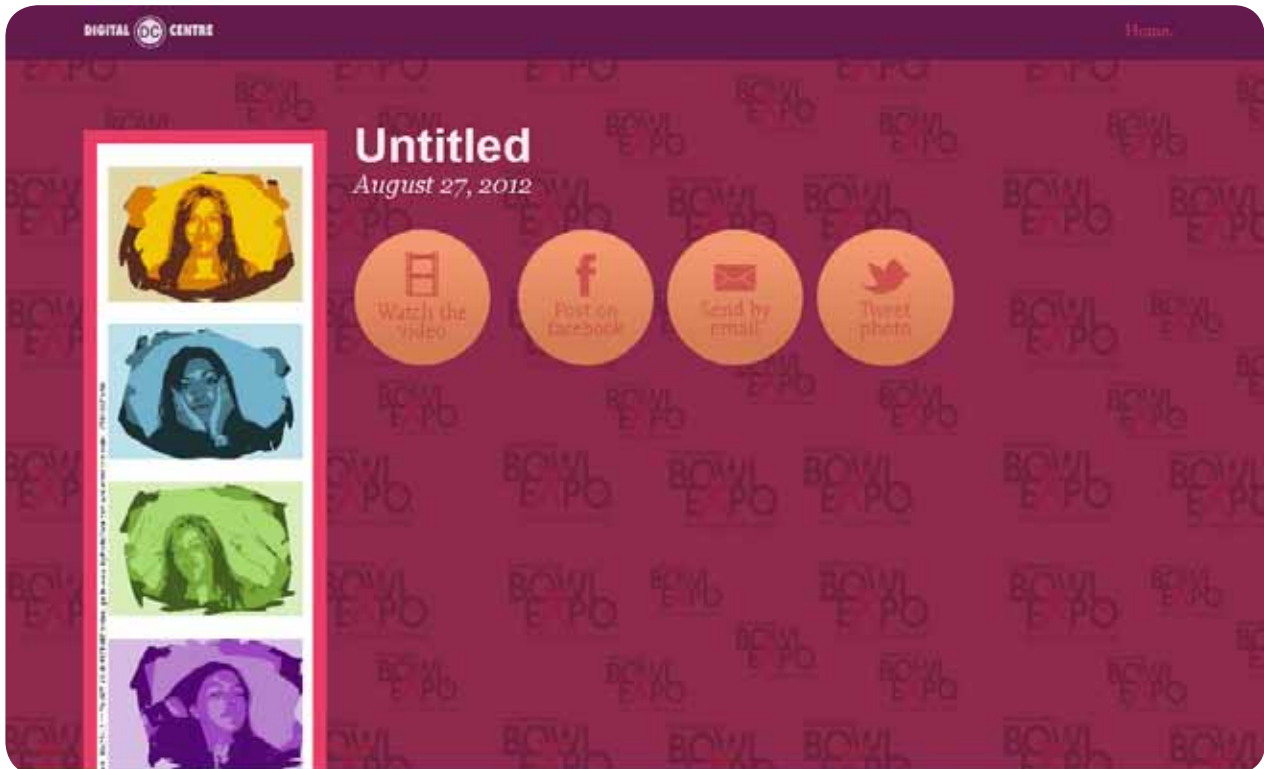 DIGITAL DC CENTRE
Home
Untitled
August 27, 2012
Watch the
video
Post on
facebook
Send by
email
Tweet
photo
BOWL
EXPO